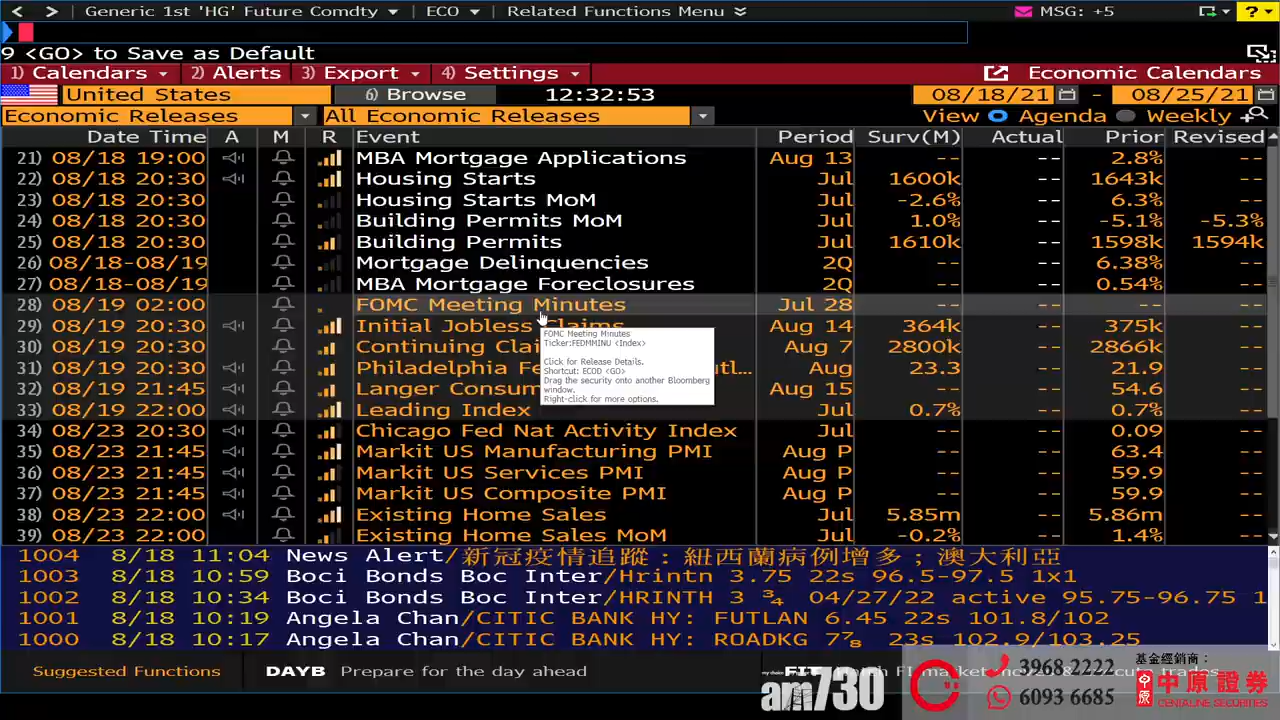 < > Generic 1st 'HG' Future Comdty ECO Related Functions Menu MSG: +5 ?
9 <GO> to Save as Default
1) Calendars 2) Alerts 3) Export 4) Settings Economic Calendars
United States 6) Browse 12:32:53 08/18/21 - 08/25/21
Economic Releases All Economic Releases View Agenda Weekly
Date Time A M R Event Period Surv(M) Actual Prior Revised
21) 08/18 19:00 MBA Mortgage Applications Aug 13 -- -- 2.8% --
22) 08/18 20:30 Housing Starts Jul 1600k -- 1643k --
23) 08/18 20:30 Housing Starts MoM Jul -2.6% -- 6.3% --
24) 08/18 20:30 Building Permits MoM Jul 1.0% -- -5.1% -5.3%
25) 08/18 20:30 Building Permits Jul 1610k -- 1598k 1594k
26) 08/18-08/19 Mortgage Delinquencies 2Q -- -- 6.38% --
27) 08/18-08/19 MBA Mortgage Foreclosures 2Q -- -- 0.54% --
28) 08/19 02:00 FOMC Meeting Minutes Jul 28 -- -- -- --
29) 08/19 20:30 Initial Jobless Claims Aug 14 364k -- 375k --
30) 08/19 20:30 Continuing Clai Aug 7 2800k -- 2866k --
31) 08/19 20:30 Philadelphia Fe utl... Aug 23.3 -- 21.9 --
32) 08/19 21:45 Langer Consum Aug 15 -- -- 54.6 --
33) 08/19 22:00 Leading Index Jul 0.7% -- 0.7% --
34) 08/23 20:30 Chicago Fed Nat Activity Index Jul -- -- 0.09 --
35) 08/23 21:45 Markit US Manufacturing PMI Aug P -- -- 63.4 --
36) 08/23 21:45 Markit US Services PMI Aug P -- -- 59.9 --
37) 08/23 21:45 Markit US Composite PMI Aug P -- -- 59.9 --
38) 08/23 22:00 Existing Home Sales Jul 5.85m -- 5.86m --
39) 08/23 22:00 Existing Home Sales MoM Jul -0.2% -- 1.4% --
FOMC Meeting Minutes
Ticker:FEDMMINU <Index>
Click for Release Details.
Shortcut: ECOD <GO>
Drag the security onto another Bloomberg
window.
Right-click for more options.
1004 8/18 11:04 News Alert/新冠疫情追蹤：紐西蘭病例增多；澳大利亞
1003 8/18 10:59 Boci Bonds Boc Inter/Hrintn 3.75 22s 96.5-97.5 1x1
1002 8/18 10:34 Boci Bonds Boc Inter/HRINTH 3 ¾ 04/27/22 active 95.75-96.75 1
1001 8/18 10:19 Angela Chan/CITIC BANK HY: FUTLAN 6.45 22s 101.8/102
1000 8/18 10:17 Angela Chan/CITIC BANK HY: ROADKG 7⅞ 23s 102.9/103.25
Suggested Functions DAYB Prepare for the day ahead FIT
am730
3968 2222
6093 6685
基金經銷商：
中原證券
CENTALINE SECURITIES